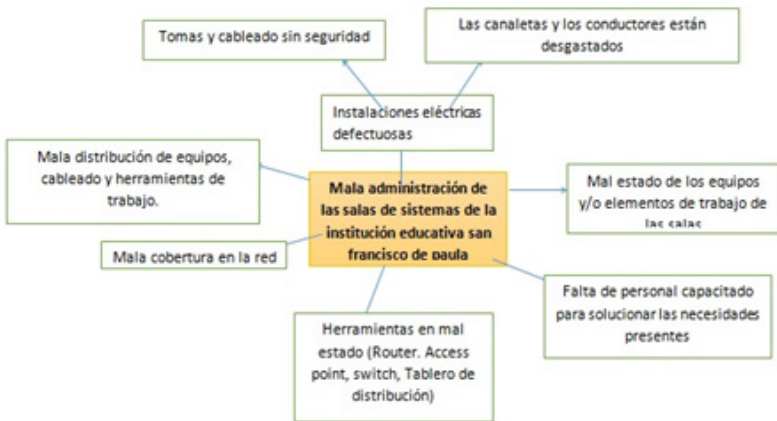 Tomas y cableado sin seguridad
Las canaletas y los conductores están
desgastados
Instalaciones eléctricas
defectuosas
Mala distribución de equipos,
cableado y herramientas de
trabajo.
Mala administración de
las salas de sistemas de la
institución educativa san
francisco de paula
Mal estado de los equipos
y/o elementos de trabajo de
las salas
Mala cobertura en la red
Falta de personal capacitado
para solucionar las necesidades
presentes
Herramientas en mal
estado (Router. Access
point, switch, Tablero de
distribución)